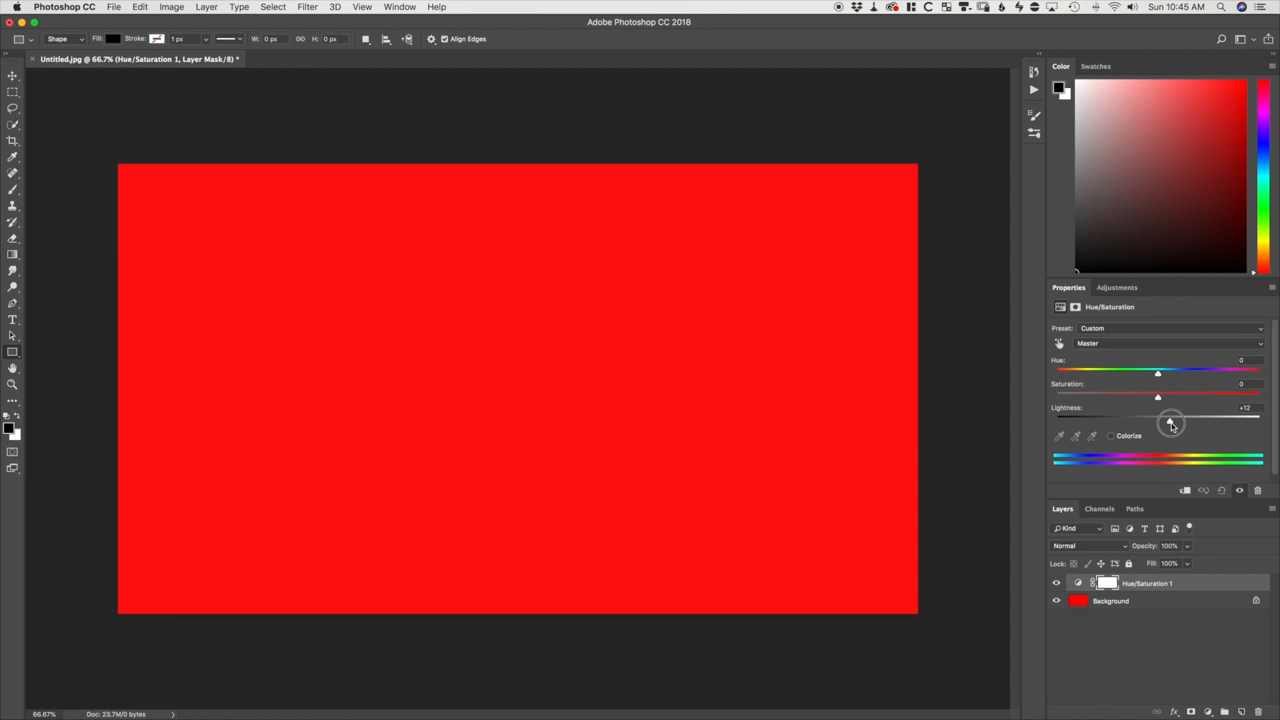 Photoshop CC File Edit Image Layer Type Select Filter 3D View Window Help Sun 10:45 AM
Adobe Photoshop CC 2018
Shape Fill: Stroke: 1 px W: 0 px H: 0 px Align Edges
Untitled.jpg @ 66.7% (Hue/Saturation 1, Layer Mask/8) *
Color Swatches
Properties Adjustments
Hue/Saturation
Preset: Custom
Master
Hue: 0
Saturation: 0
Lightness: +12
Colorize
Layers Channels Paths
Kind
Normal Opacity: 100%
Lock: Fill: 100%
Hue/Saturation 1
Background
66.67% Doc: 23.7M/0 bytes